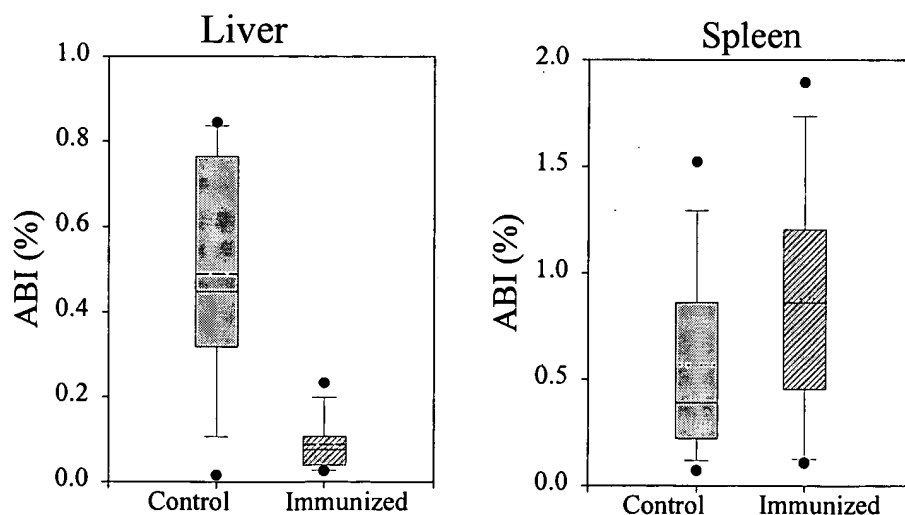 Liver
1.0
0.8
0.6
0.4
0.2
0.0
ABI (%)
Control
Immunized
Spleen
2.0
1.5
1.0
0.5
0.0
ABI (%)
Control
Immunized